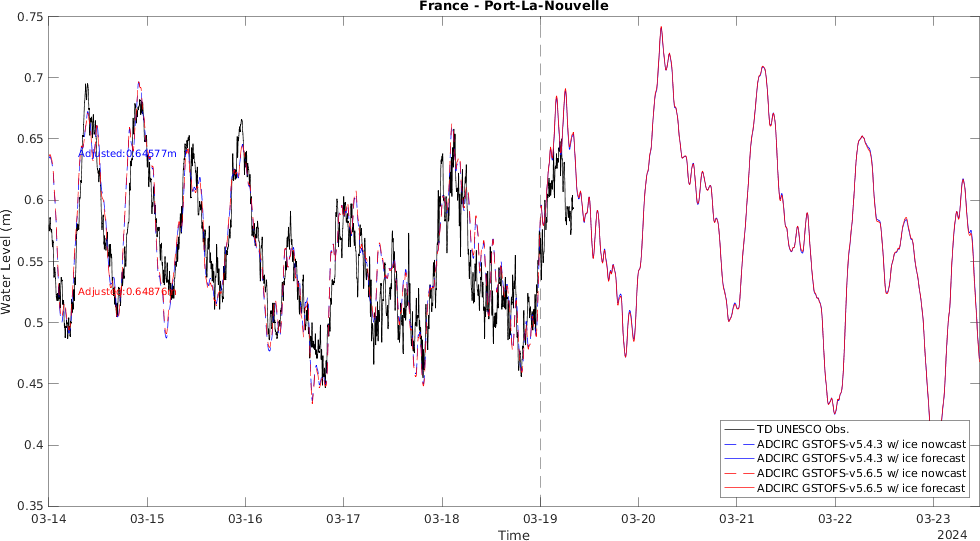 France - Port-La-Nouvelle
0.75
0.7
0.65
0.6
0.55
0.5
0.45
0.4
0.35
Water Level (m)
Adjusted:0.64577m
Adjusted:0.64876m
TD UNESCO Obs.
ADCIRC GSTOFS-v5.4.3 w/ ice nowcast
ADCIRC GSTOFS-v5.4.3 w/ ice forecast
ADCIRC GSTOFS-v5.6.5 w/ ice nowcast
ADCIRC GSTOFS-v5.6.5 w/ ice forecast
03-14 03-15 03-16 03-17 03-18 03-19 03-20 03-21 03-22 03-23
Time
2024